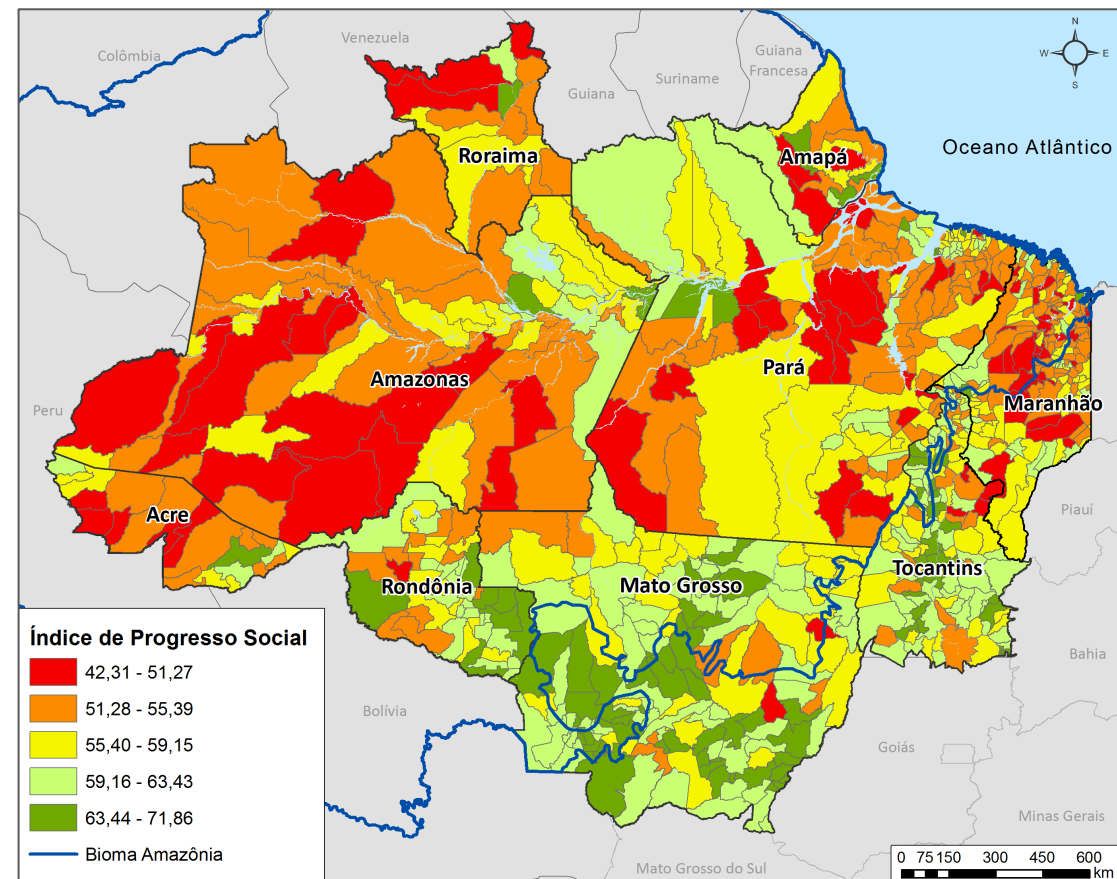 Colômbia
Venezuela
Guiana
Suriname
Guiana
Francesa
N
W
E
S
Oceano Atlântico
Roraima
Amapá
Amazonas
Pará
Maranhão
Peru
Acre
Rondônia
Mato Grosso
Tocantins
Piauí
Bahia
Bolívia
Goiás
Minas Gerais
Mato Grosso do Sul
Índice de Progresso Social
42,31 - 51,27
51,28 - 55,39
55,40 - 59,15
59,16 - 63,43
63,44 - 71,86
Bioma Amazônia
0 75 150 300 450 600
km